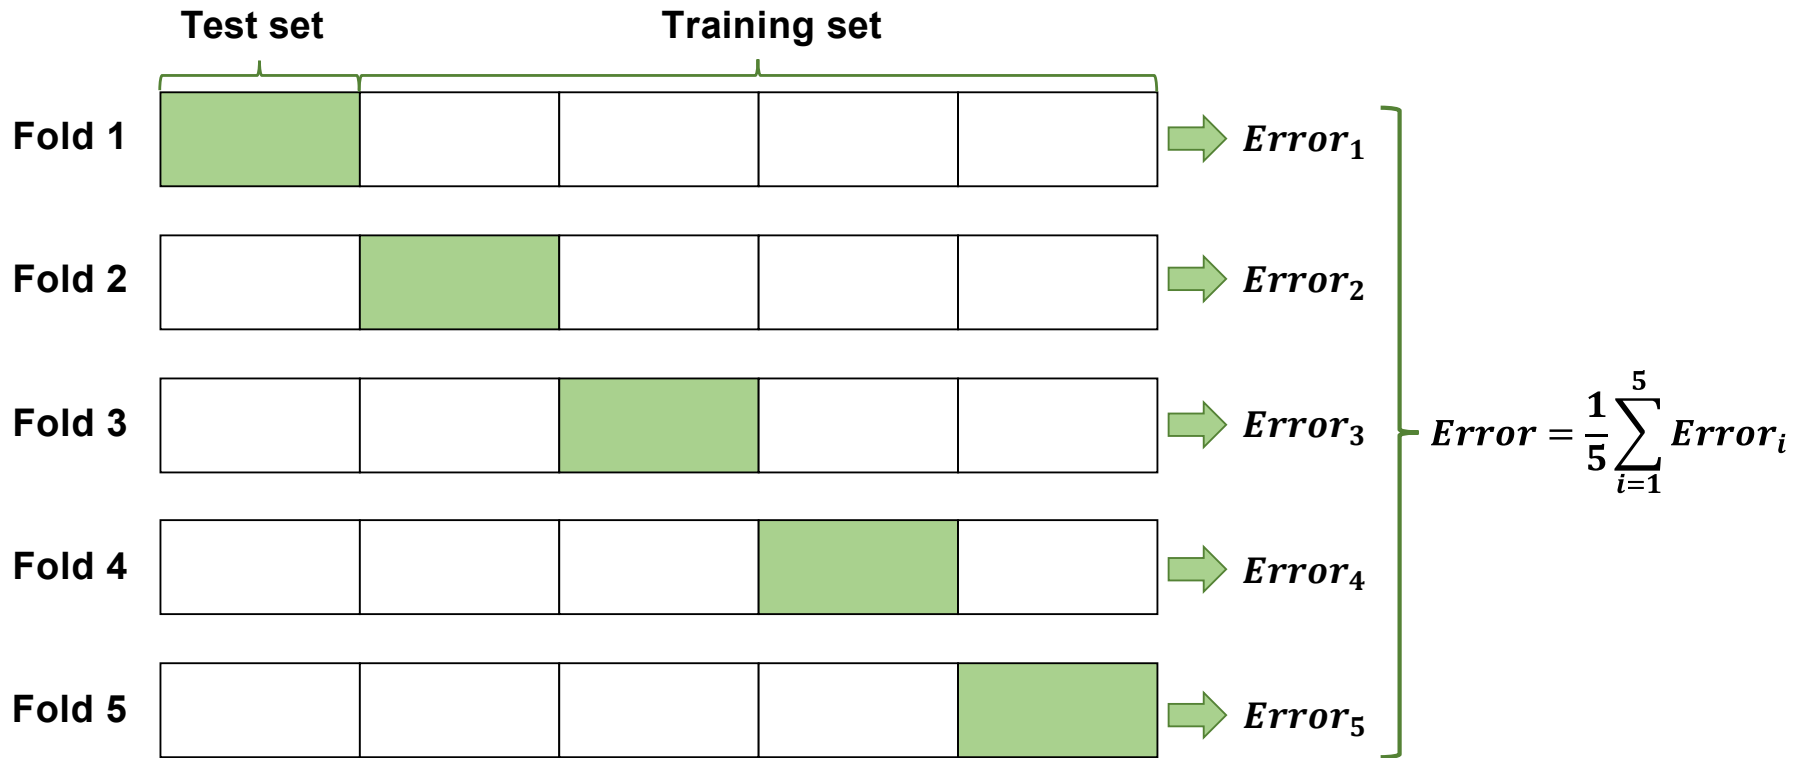 Test set Training set
Fold 1 Error₁
Fold 2 Error₂
Fold 3 Error₃
Error = 1/5 ∑_{i=1}^{5} Error_i
Fold 4 Error₄
Fold 5 Error₅